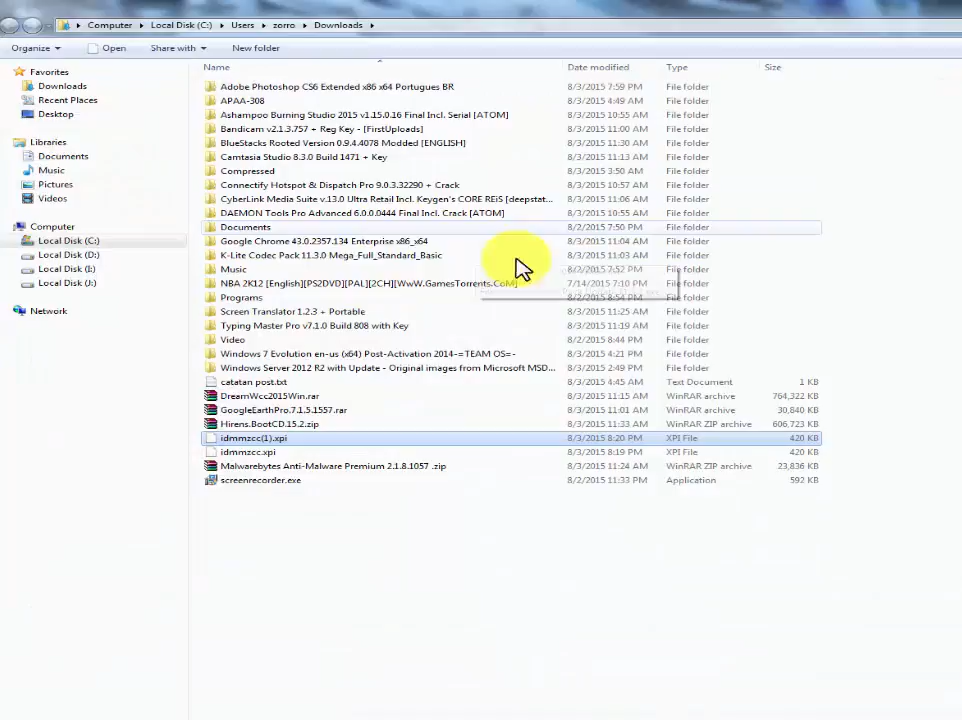 Computer Local Disk (C:) Users zorro Downloads
Organize Open Share with New folder
Name Date modified Type Size
Favorites
Downloads
Recent Places
Desktop
Libraries
Documents
Music
Pictures
Videos
Computer
Local Disk (C:)
Local Disk (D:)
Local Disk (I:)
Local Disk (J:)
Network
Adobe Photoshop CS6 Extended x86 x64 Portugues BR 8/3/2015 7:59 PM File folder
APAA-308 8/3/2015 4:49 AM File folder
Ashampoo Burning Studio 2015 v1.15.0.16 Final Incl. Serial [ATOM] 8/3/2015 10:55 AM File folder
Bandicam v2.1.3.757 + Reg Key - [FirstUploads] 8/3/2015 11:00 AM File folder
BlueStacks Rooted Version 0.9.4.4078 Modded [ENGLISH] 8/3/2015 11:30 AM File folder
Camtasia Studio 8.3.0 Build 1471 + Key 8/3/2015 11:13 AM File folder
Compressed 8/3/2015 3:50 AM File folder
Connectify Hotspot & Dispatch Pro 9.0.3.32290 + Crack 8/3/2015 10:57 AM File folder
CyberLink Media Suite v.13.0 Ultra Retail Incl. Keygen's CORE REiS [deepstat... 8/3/2015 11:06 AM File folder
DAEMON Tools Pro Advanced 6.0.0.0444 Final Incl. Crack [ATOM] 8/3/2015 10:55 AM File folder
Documents 8/2/2015 7:50 PM File folder
Google Chrome 43.0.2357.134 Enterprise x86_x64 8/3/2015 11:04 AM File folder
K-Lite Codec Pack 11.3.0 Mega_Full_Standard_Basic 8/3/2015 11:03 AM File folder
Music 8/2/2015 7:52 PM File folder
NBA 2K12 [English][PS2DVD][PAL][2CH][WwW.GamesTorrents.CoM] 7/14/2015 7:10 PM File folder
Programs 8/2/2015 8:54 PM File folder
Screen Translator 1.2.3 + Portable 8/3/2015 11:25 AM File folder
Typing Master Pro v7.1.0 Build 808 with Key 8/3/2015 11:19 AM File folder
Video 8/2/2015 8:44 PM File folder
Windows 7 Evolution en-us (x64) Post-Activation 2014-=TEAM OS=- 8/3/2015 4:21 PM File folder
Windows Server 2012 R2 with Update - Original images from Microsoft MSD... 8/3/2015 2:49 PM File folder
catatan post.txt 8/3/2015 4:45 AM Text Document 1 KB
DreamWcc2015Win.rar 8/3/2015 11:15 AM WinRAR archive 764,322 KB
GoogleEarthPro.7.1.5.1557.rar 8/3/2015 11:01 AM WinRAR archive 30,840 KB
Hirens.BootCD.15.2.zip 8/3/2015 11:33 AM WinRAR ZIP archive 606,723 KB
idmmzcc(1).xpi 8/3/2015 8:20 PM XPI File 420 KB
idmmzcc.xpi 8/3/2015 8:19 PM XPI File 420 KB
Malwarebytes Anti-Malware Premium 2.1.8.1057 .zip 8/3/2015 11:24 AM WinRAR ZIP archive 23,836 KB
screenrecorder.exe 8/2/2015 11:33 PM Application 592 KB